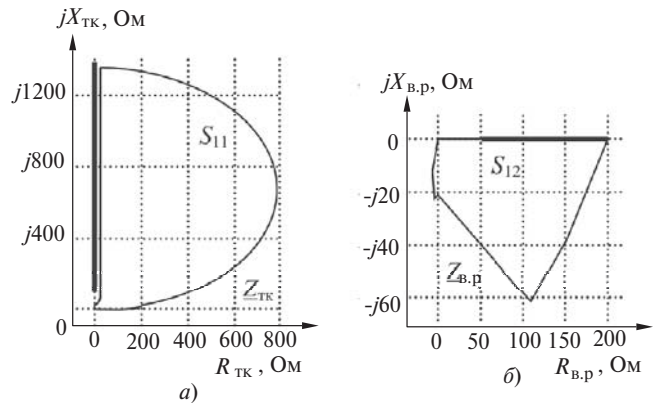 jXтк, Ом
j1200
j800
j400
0
S11
Zтк
0 200 400 600 800
Rтк, Ом
а)
jXв.р, Ом
0
-j20
-j40
-j60
S12
Zв.р
0 50 100 150 200
Rв.р, Ом
б)